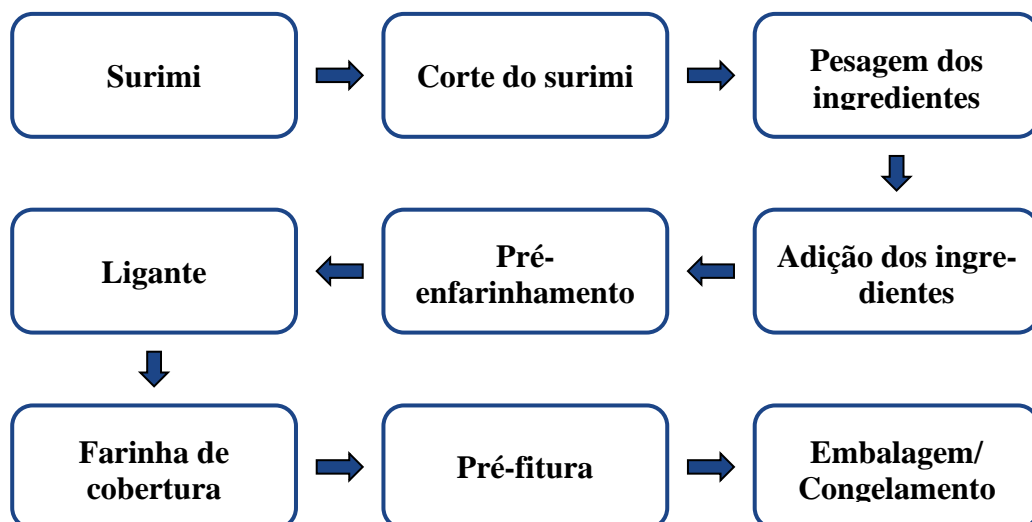 Surimi
Corte do surimi
Pesagem dos
ingredientes
Adição dos ingre-
dientes
Pré-
enfarinhamento
Ligante
Farinha de
cobertura
Pré-fitura
Embalagem/
Congelamento